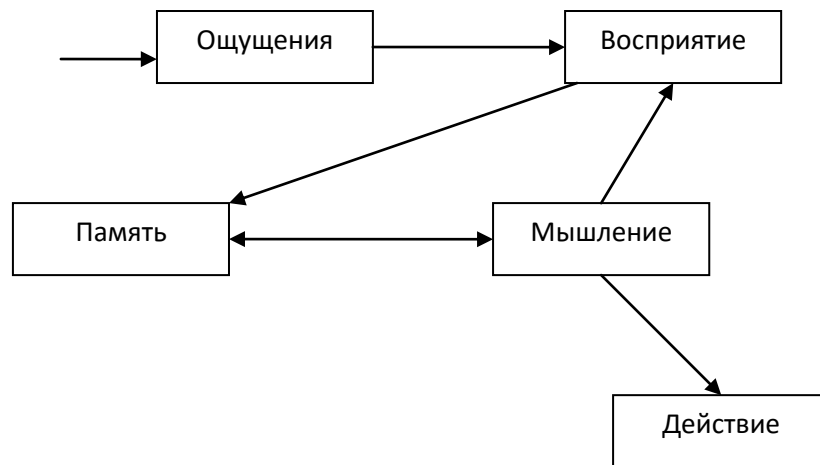 Ощущения
Восприятие
Память
Мышление
Действие